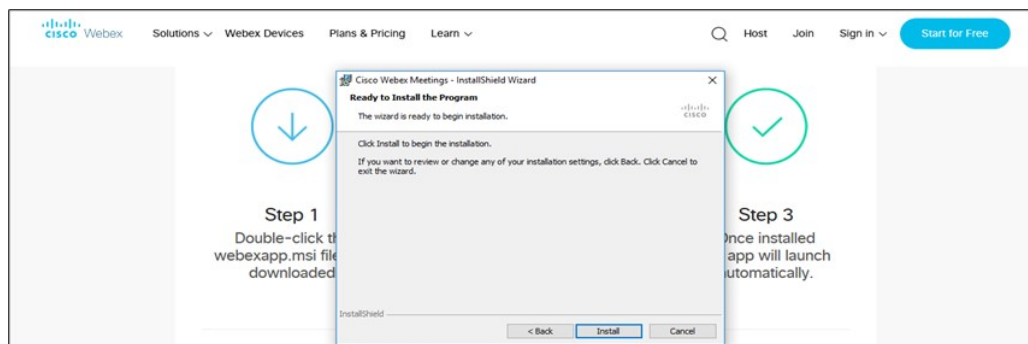 CISCO Webex Solutions Webex Devices Plans & Pricing Learn Host Join Sign in Start for Free
Cisco Webex Meetings - InstallShield Wizard
Ready to Install the Program
The wizard is ready to begin installation.
CISCO
Click Install to begin the installation.
If you want to review or change any of your installation settings, click Back. Click Cancel to
exit the wizard.
InstallShield
< Back Install Cancel
Step 1
Double-click
webexapp.msi
downloaded
Step 3
installed
app will launch